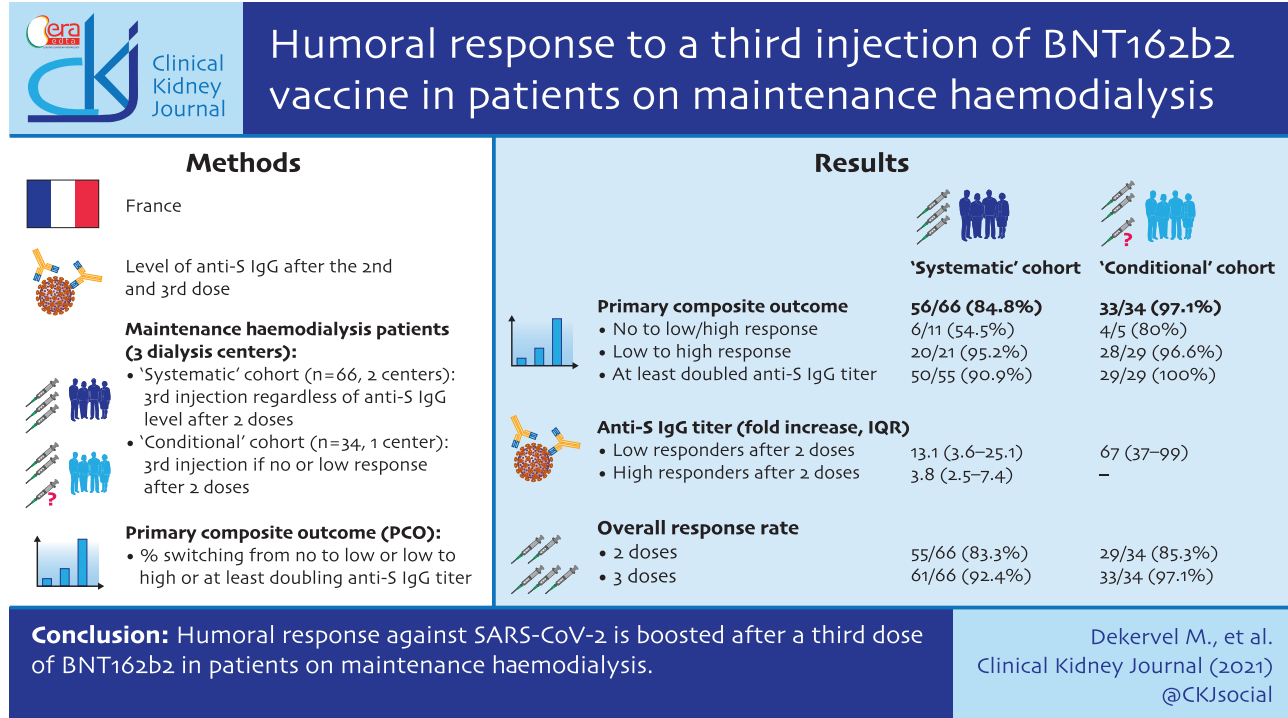 era
edta
CKJ
Clinical
Kidney
Journal
Humoral response to a third injection of BNT162b2
vaccine in patients on maintenance haemodialysis
Methods
France
Level of anti-S IgG after the 2nd
and 3rd dose
Maintenance haemodialysis patients
(3 dialysis centers):
• ‘Systematic’ cohort (n=66, 2 centers):
3rd injection regardless of anti-S IgG
level after 2 doses
• ‘Conditional’ cohort (n=34, 1 center):
3rd injection if no or low response
after 2 doses
?
Primary composite outcome (PCO):
• % switching from no to low or low to
high or at least doubling anti-S IgG titer
Results
?
‘Systematic’ cohort ‘Conditional’ cohort
Primary composite outcome 56/66 (84.8%) 33/34 (97.1%)
• No to low/high response 6/11 (54.5%) 4/5 (80%)
• Low to high response 20/21 (95.2%) 28/29 (96.6%)
• At least doubled anti-S IgG titer 50/55 (90.9%) 29/29 (100%)
Anti-S IgG titer (fold increase, IQR)
• Low responders after 2 doses 13.1 (3.6–25.1) 67 (37–99)
• High responders after 2 doses 3.8 (2.5–7.4) –
Overall response rate
• 2 doses 55/66 (83.3%) 29/34 (85.3%)
• 3 doses 61/66 (92.4%) 33/34 (97.1%)
Conclusion: Humoral response against SARS-CoV-2 is boosted after a third dose
of BNT162b2 in patients on maintenance haemodialysis.
Dekervel M., et al.
Clinical Kidney Journal (2021)
@CKJsocial